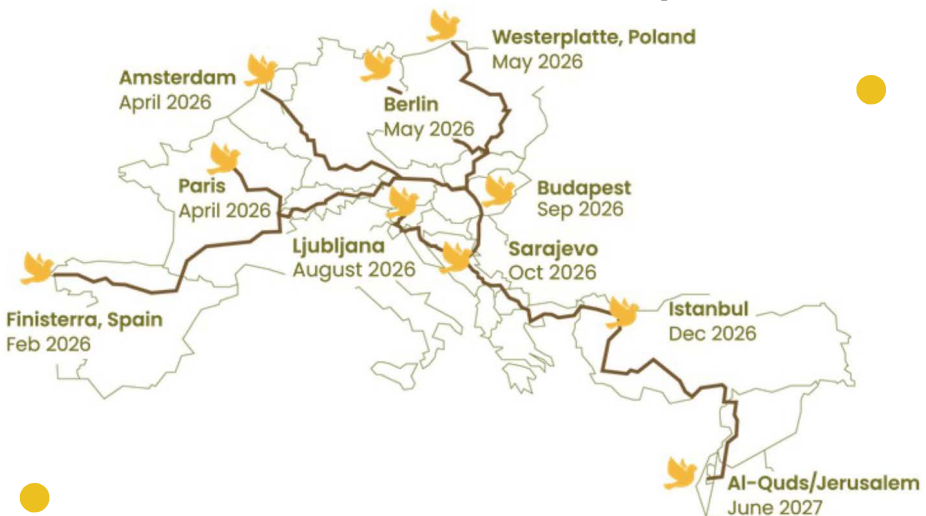 Westerplatte, Poland
May 2026
Amsterdam
April 2026
Berlin
May 2026
Paris
April 2026
Budapest
Sep 2026
Ljubljana
August 2026
Sarajevo
Oct 2026
Finisterra, Spain
Feb 2026
Istanbul
Dec 2026
Al-Quds/Jerusalem
June 2027